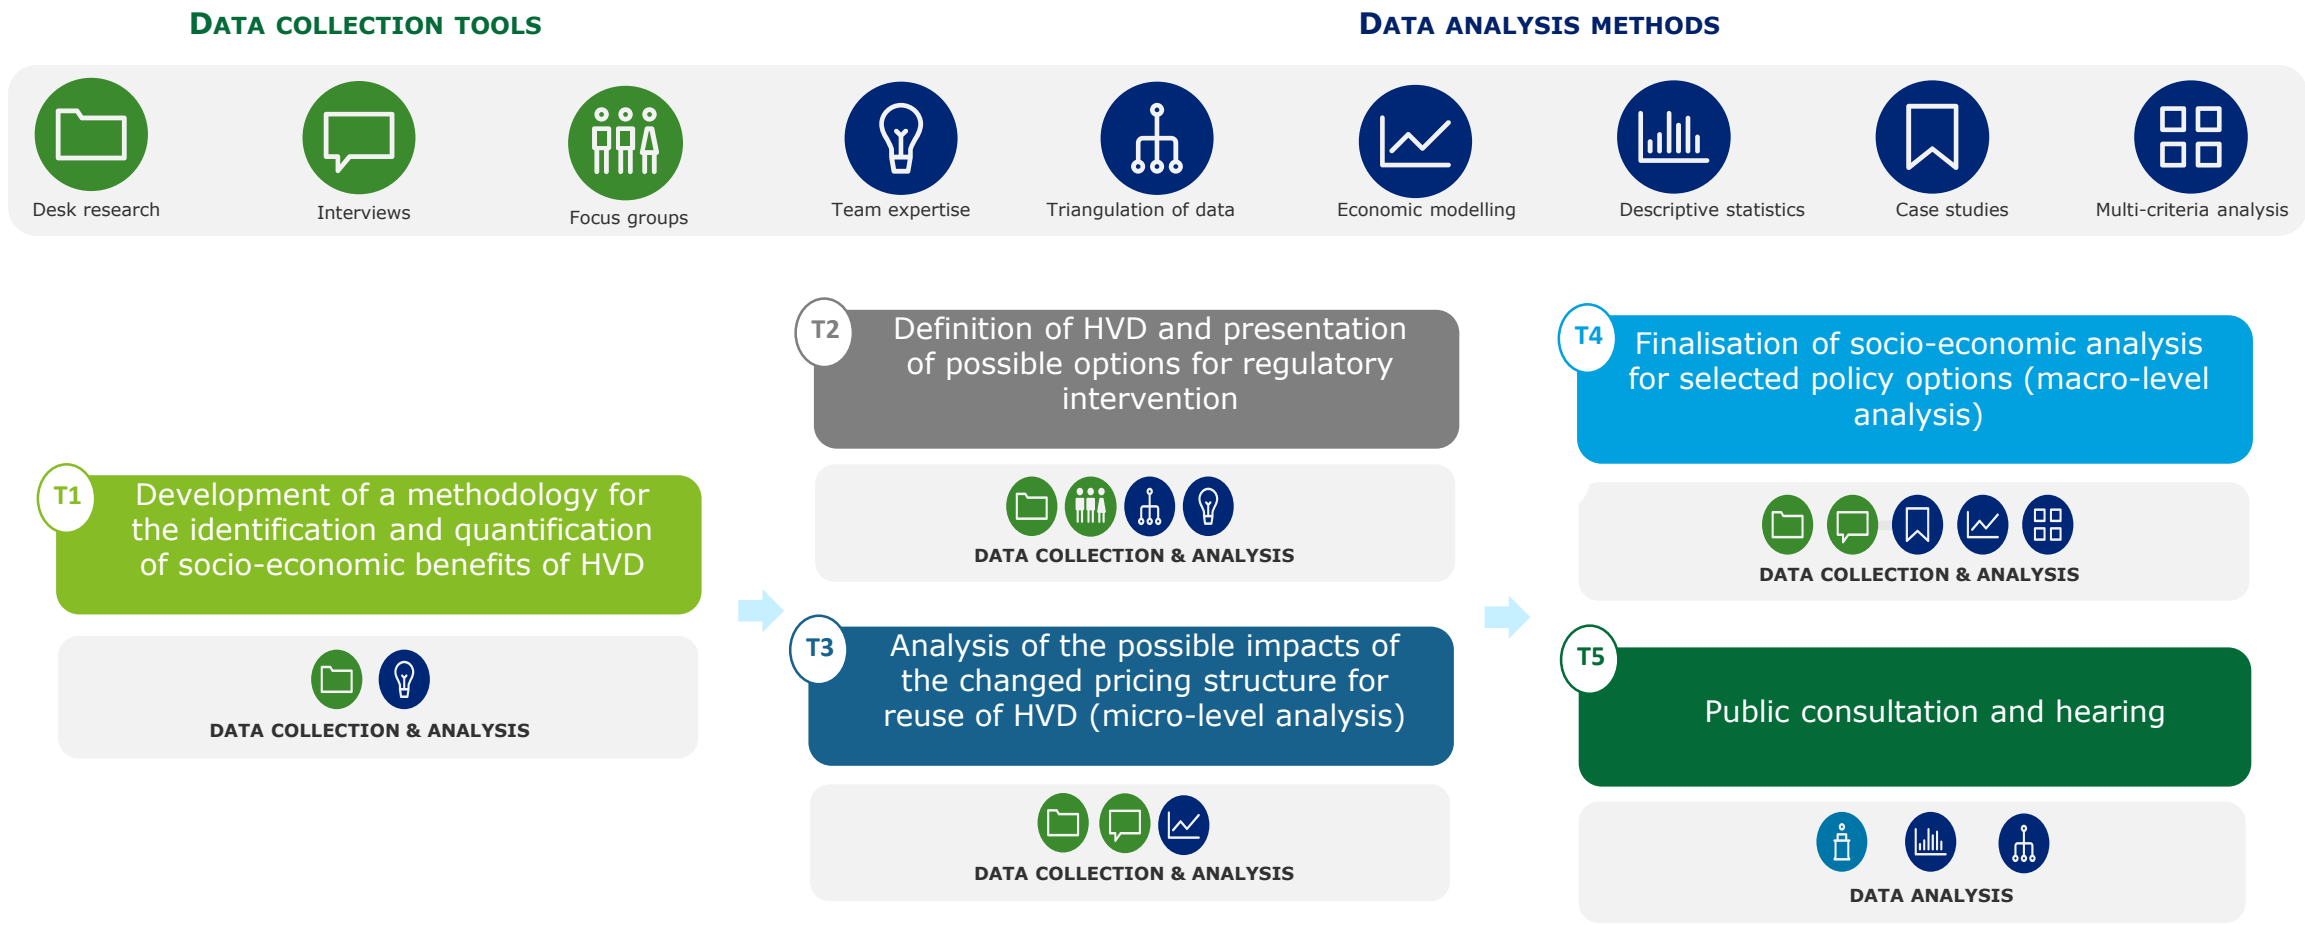 DATA COLLECTION TOOLS
DATA ANALYSIS METHODS
Desk research
Interviews
Focus groups
Team expertise
Triangulation of data
Economic modelling
Descriptive statistics
Case studies
Multi-criteria analysis
T1
Development of a methodology for
the identification and quantification
of socio-economic benefits of HVD
DATA COLLECTION & ANALYSIS
T2
Definition of HVD and presentation
of possible options for regulatory
intervention
DATA COLLECTION & ANALYSIS
T3
Analysis of the possible impacts of
the changed pricing structure for
reuse of HVD (micro-level analysis)
DATA COLLECTION & ANALYSIS
T4
Finalisation of socio-economic analysis
for selected policy options (macro-level
analysis)
DATA COLLECTION & ANALYSIS
T5
Public consultation and hearing
DATA ANALYSIS